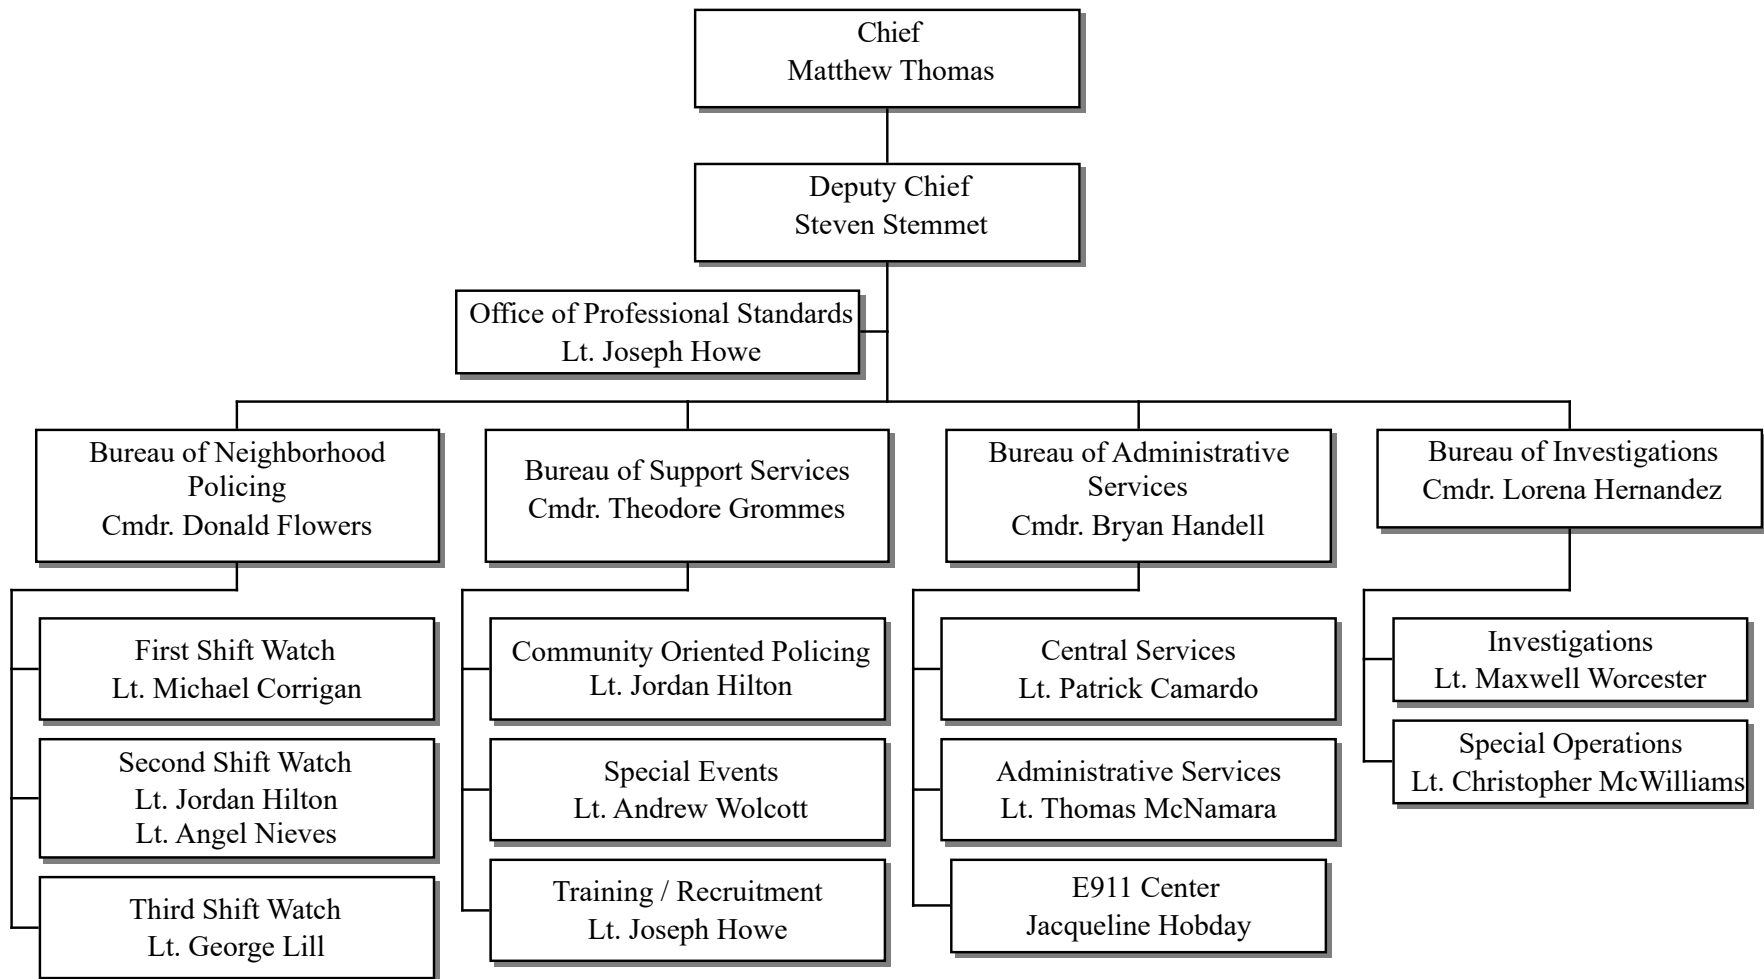 Chief
Matthew Thomas
Deputy Chief
Steven Stemmet
Office of Professional Standards
Lt. Joseph Howe
Bureau of Neighborhood
Policing
Cmdr. Donald Flowers
Bureau of Support Services
Cmdr. Theodore Grommes
Bureau of Administrative
Services
Cmdr. Bryan Handell
Bureau of Investigations
Cmdr. Lorena Hernandez
First Shift Watch
Lt. Michael Corrigan
Second Shift Watch
Lt. Jordan Hilton
Lt. Angel Nieves
Third Shift Watch
Lt. George Lill
Community Oriented Policing
Lt. Jordan Hilton
Special Events
Lt. Andrew Wolcott
Training / Recruitment
Lt. Joseph Howe
Central Services
Lt. Patrick Camardo
Administrative Services
Lt. Thomas McNamara
E911 Center
Jacqueline Hobday
Investigations
Lt. Maxwell Worcester
Special Operations
Lt. Christopher McWilliams